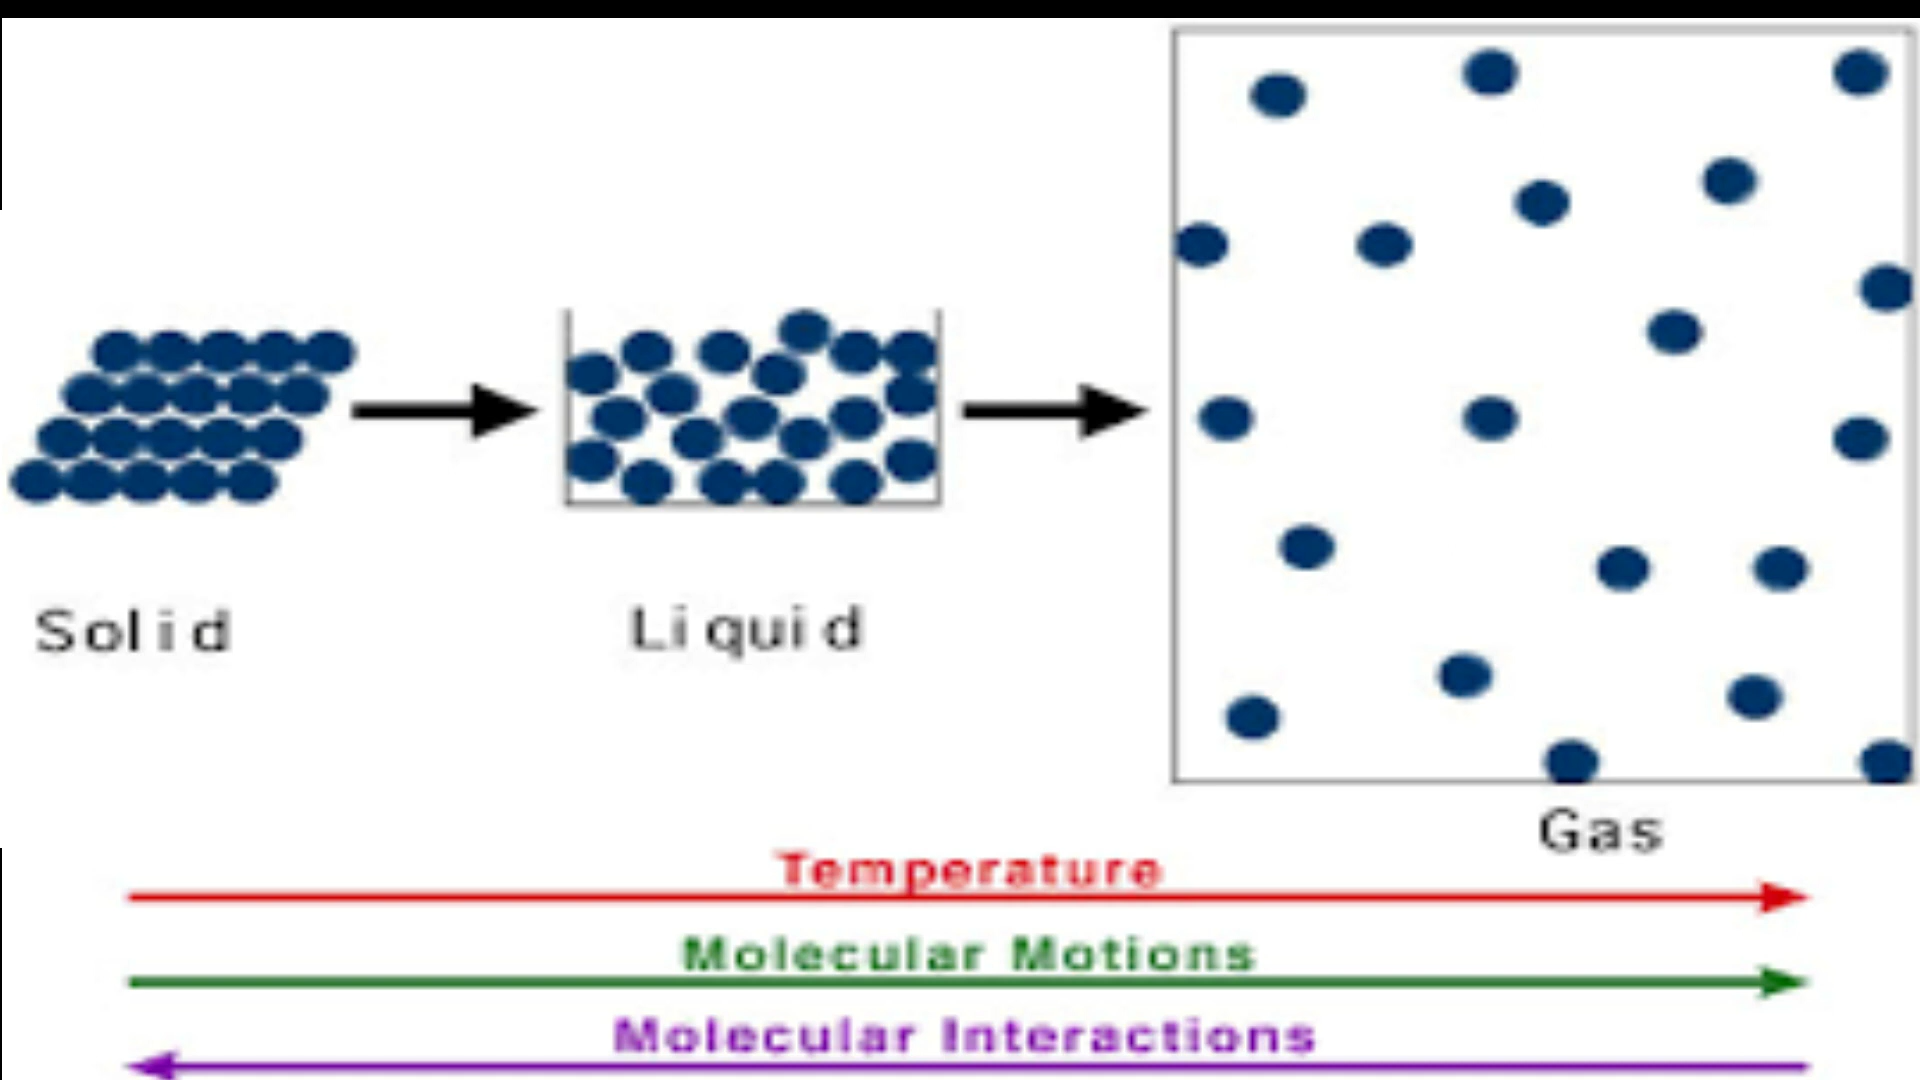 Solid
Liquid
Gas
Temperature
Molecular Motions
Molecular Interactions